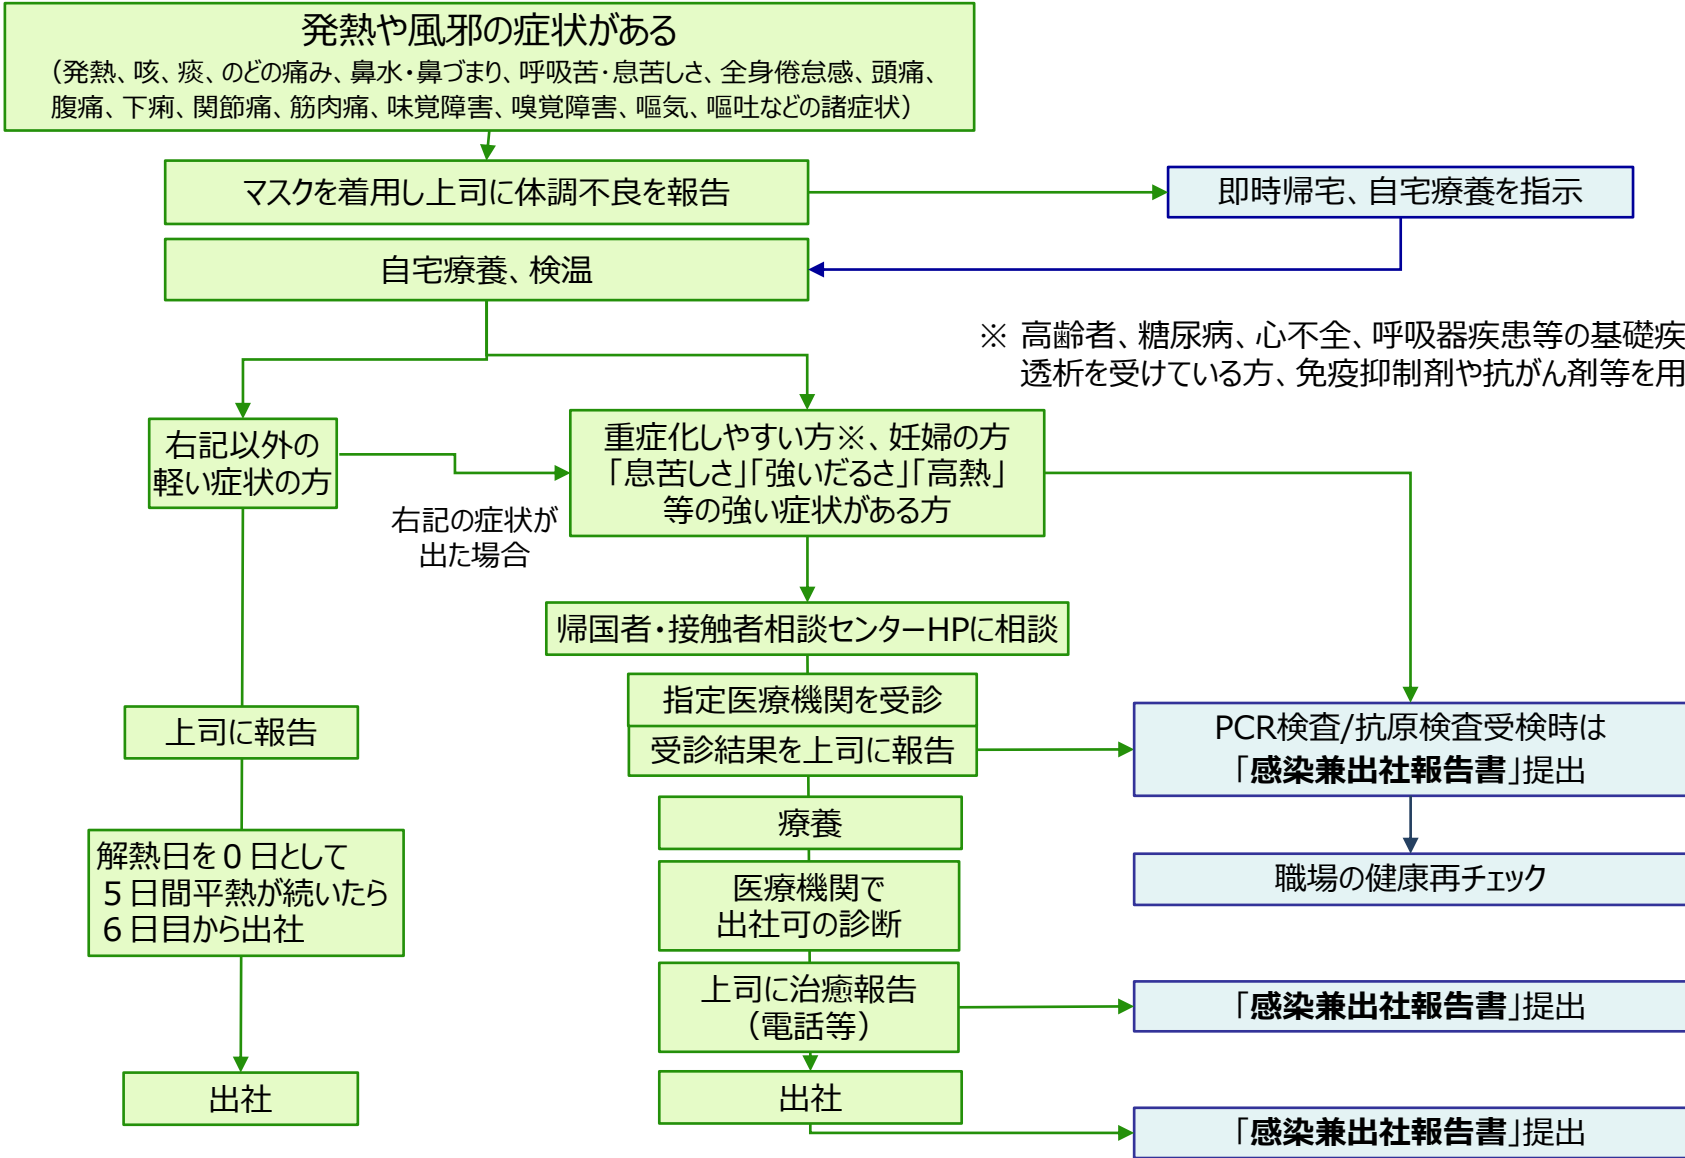 発熱や風邪の症状がある
（発熱、咳、痰、のどの痛み、鼻水・鼻づまり、呼吸苦・息苦しさ、全身倦怠感、頭痛、
腹痛、下痢、関節痛、筋肉痛、味覚障害、嗅覚障害、嘔気、嘔吐などの諸症状）
マスクを着用し上司に体調不良を報告
即時帰宅、自宅療養を指示
自宅療養、検温
※ 高齢者、糖尿病、心不全、呼吸器疾患等の基礎疾
透析を受けている方、免疫抑制剤や抗がん剤等を用
右記以外の
軽い症状の方
重症化しやすい方※、妊婦の方
「息苦しさ」「強いだるさ」「高熱」
等の強い症状がある方
右記の症状が
出た場合
帰国者・接触者相談センターHPに相談
指定医療機関を受診
上司に報告
受診結果を上司に報告
PCR検査/抗原検査受検時は
「感染兼出社報告書」提出
療養
解熱日を０日として
５日間平熱が続いたら
６日目から出社
医療機関で
出社可の診断
職場の健康再チェック
上司に治癒報告
（電話等）
「感染兼出社報告書」提出
出社
出社
「感染兼出社報告書」提出